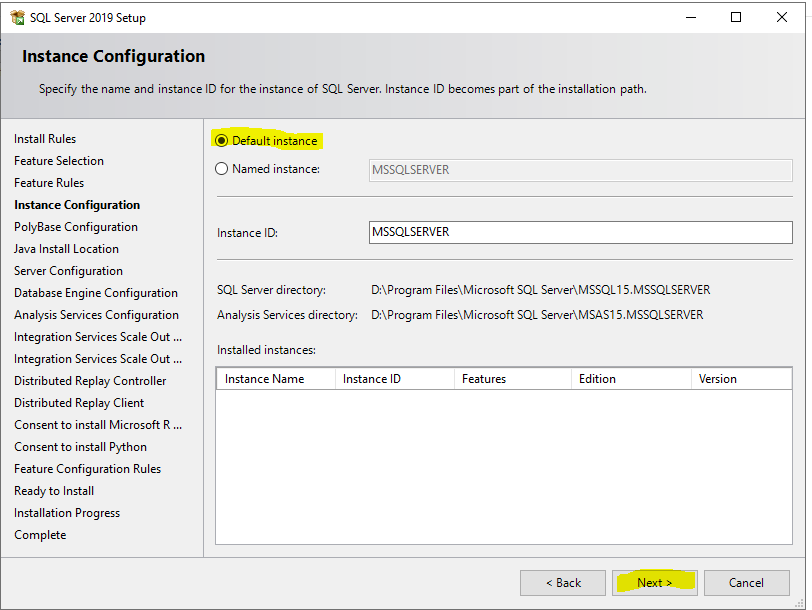 SQL Server 2019 Setup
Instance Configuration
Specify the name and instance ID for the instance of SQL Server. Instance ID becomes part of the installation path.
Install Rules
Feature Selection
Feature Rules
Instance Configuration
PolyBase Configuration
Java Install Location
Server Configuration
Database Engine Configuration
Analysis Services Configuration
Integration Services Scale Out ...
Integration Services Scale Out ...
Distributed Replay Controller
Distributed Replay Client
Consent to install Microsoft R ...
Consent to install Python
Feature Configuration Rules
Ready to Install
Installation Progress
Complete
Default instance
Named instance: MSSQLSERVER
Instance ID: MSSQLSERVER
SQL Server directory: D:\Program Files\Microsoft SQL Server\MSSQL15.MSSQLSERVER
Analysis Services directory: D:\Program Files\Microsoft SQL Server\MSAS15.MSSQLSERVER
Installed instances:
Instance Name Instance ID Features Edition Version
< Back Next > Cancel